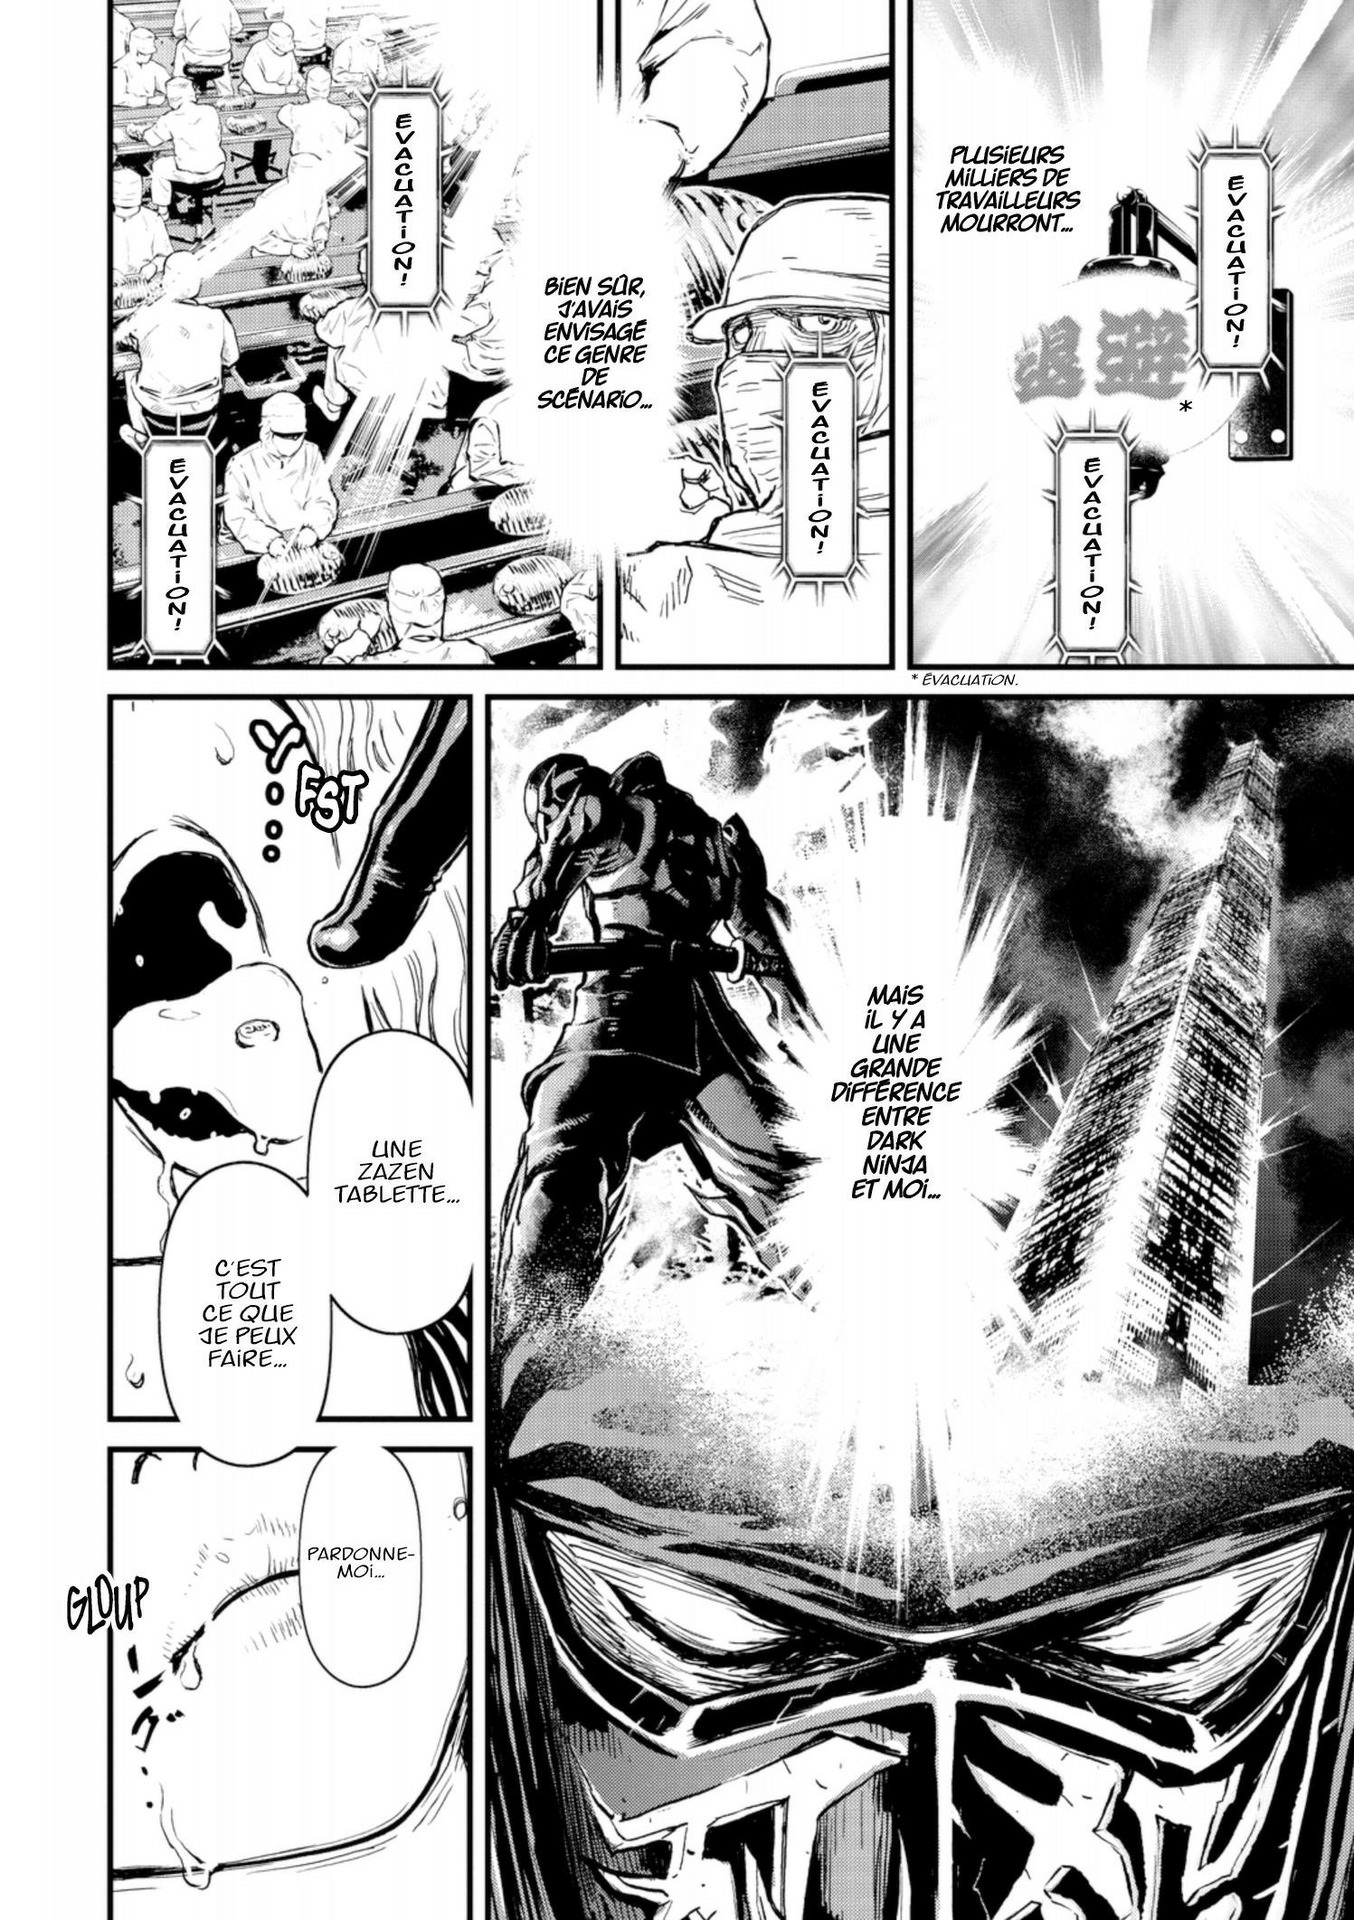 PLUSIEURS
MILLIERS DE
TRAVAILLEURS
MOURRONT...
EVACUATION!
退避
*
EVACUATION!
* ÉVACUATION.
EVACUATION!
BIEN SÛR,
J'AVAIS
ENVISAGÉ
CE GENRE
DE
SCÉNARIO...
EVACUATION!
EVACUATION!
MAIS
IL Y A
UNE
GRANDE
DIFFÉRENCE
ENTRE
DARK
NINJA
ET MOI...
FST
UNE
ZAZEN
TABLETTE...
C'EST
TOUT
CE QUE
JE PEUX
FAIRE...
PARDONNE-
MOI...
GLOUP